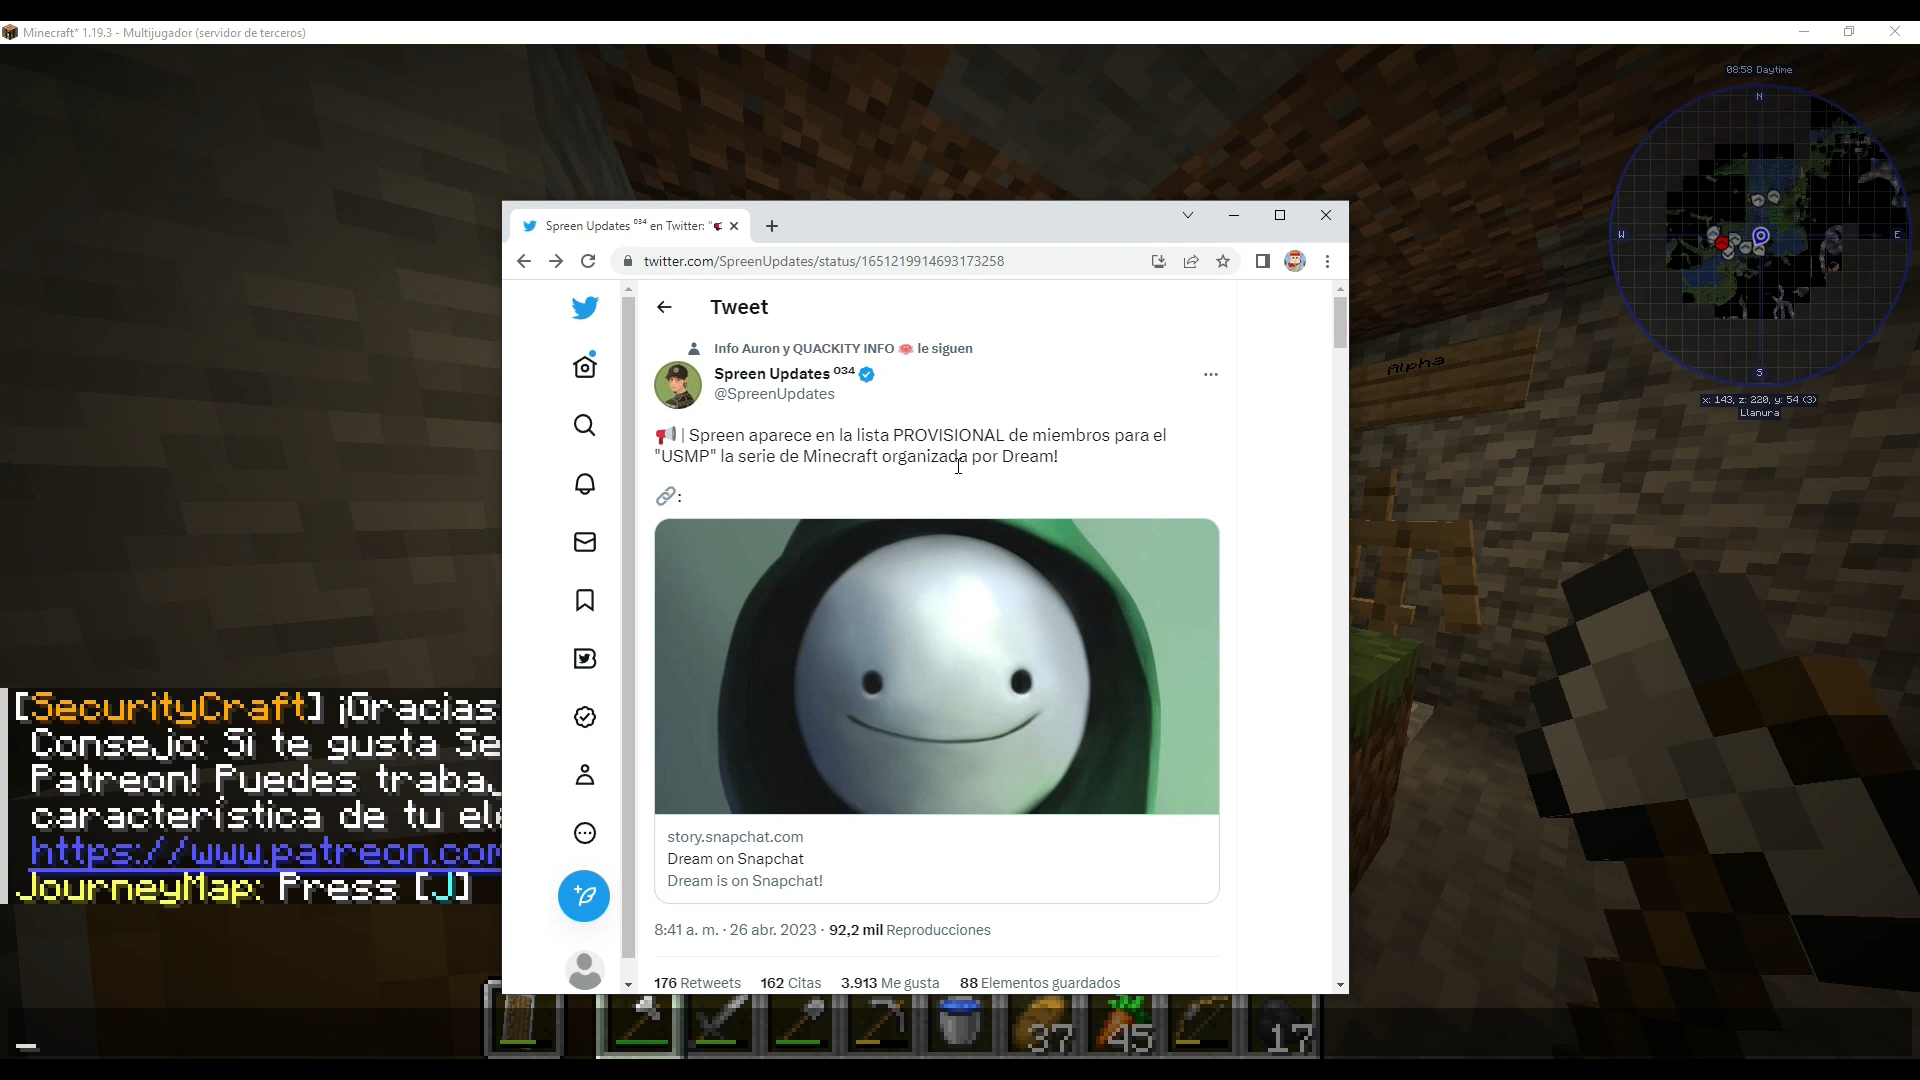 Minecraft* 1.19.3 - Multijugador (servidor de terceros)
08:58 Daytime
N
W
E
S
x: 143, z: 220, y: 54 (3)
Llanura
Alpha
Spreen Updates ⁰³⁴ en Twitter: "📢
twitter.com/SpreenUpdates/status/1651219914693173258
Tweet
Info Auron y QUACKITY INFO 🪼 le siguen
Spreen Updates ⁰³⁴
@SpreenUpdates
📢 | Spreen aparece en la lista PROVISIONAL de miembros para el
"USMP" la serie de Minecraft organizada por Dream!
🔗:
story.snapchat.com
Dream on Snapchat
Dream is on Snapchat!
8:41 a. m. · 26 abr. 2023 · 92,2 mil Reproducciones
176 Retweets 162 Citas 3.913 Me gusta 88 Elementos guardados
[SecurityCraft] ¡Gracias
Consejo: Si te gusta Se
Patreon! Puedes traba
característica de tu el
https://www.patreon.com
JourneyMap: Press [J]
37
45
17